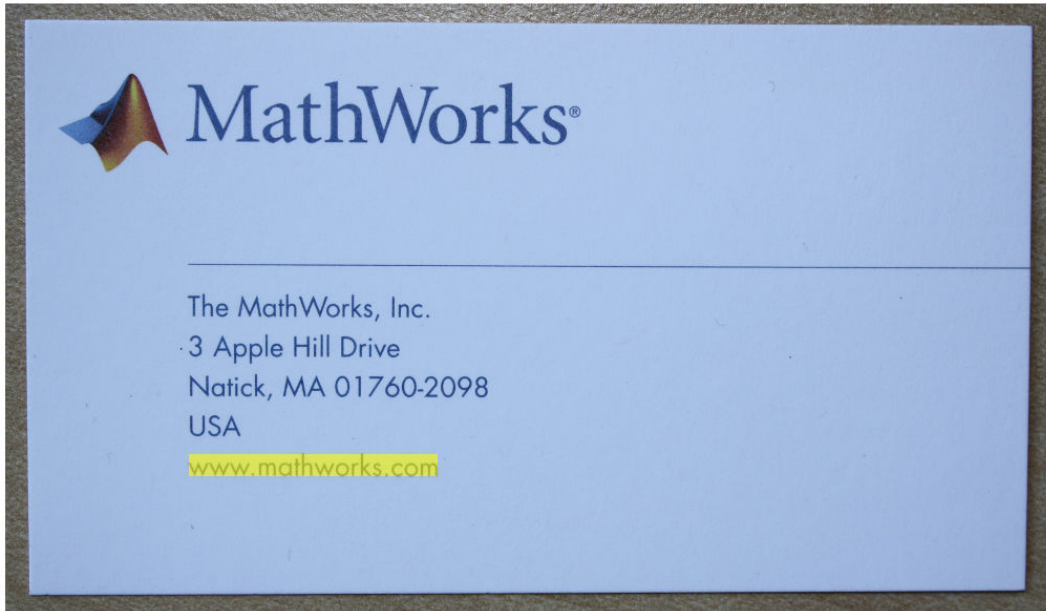 MathWorks®
The MathWorks, Inc.
3 Apple Hill Drive
Natick, MA 01760-2098
USA
www.mathworks.com